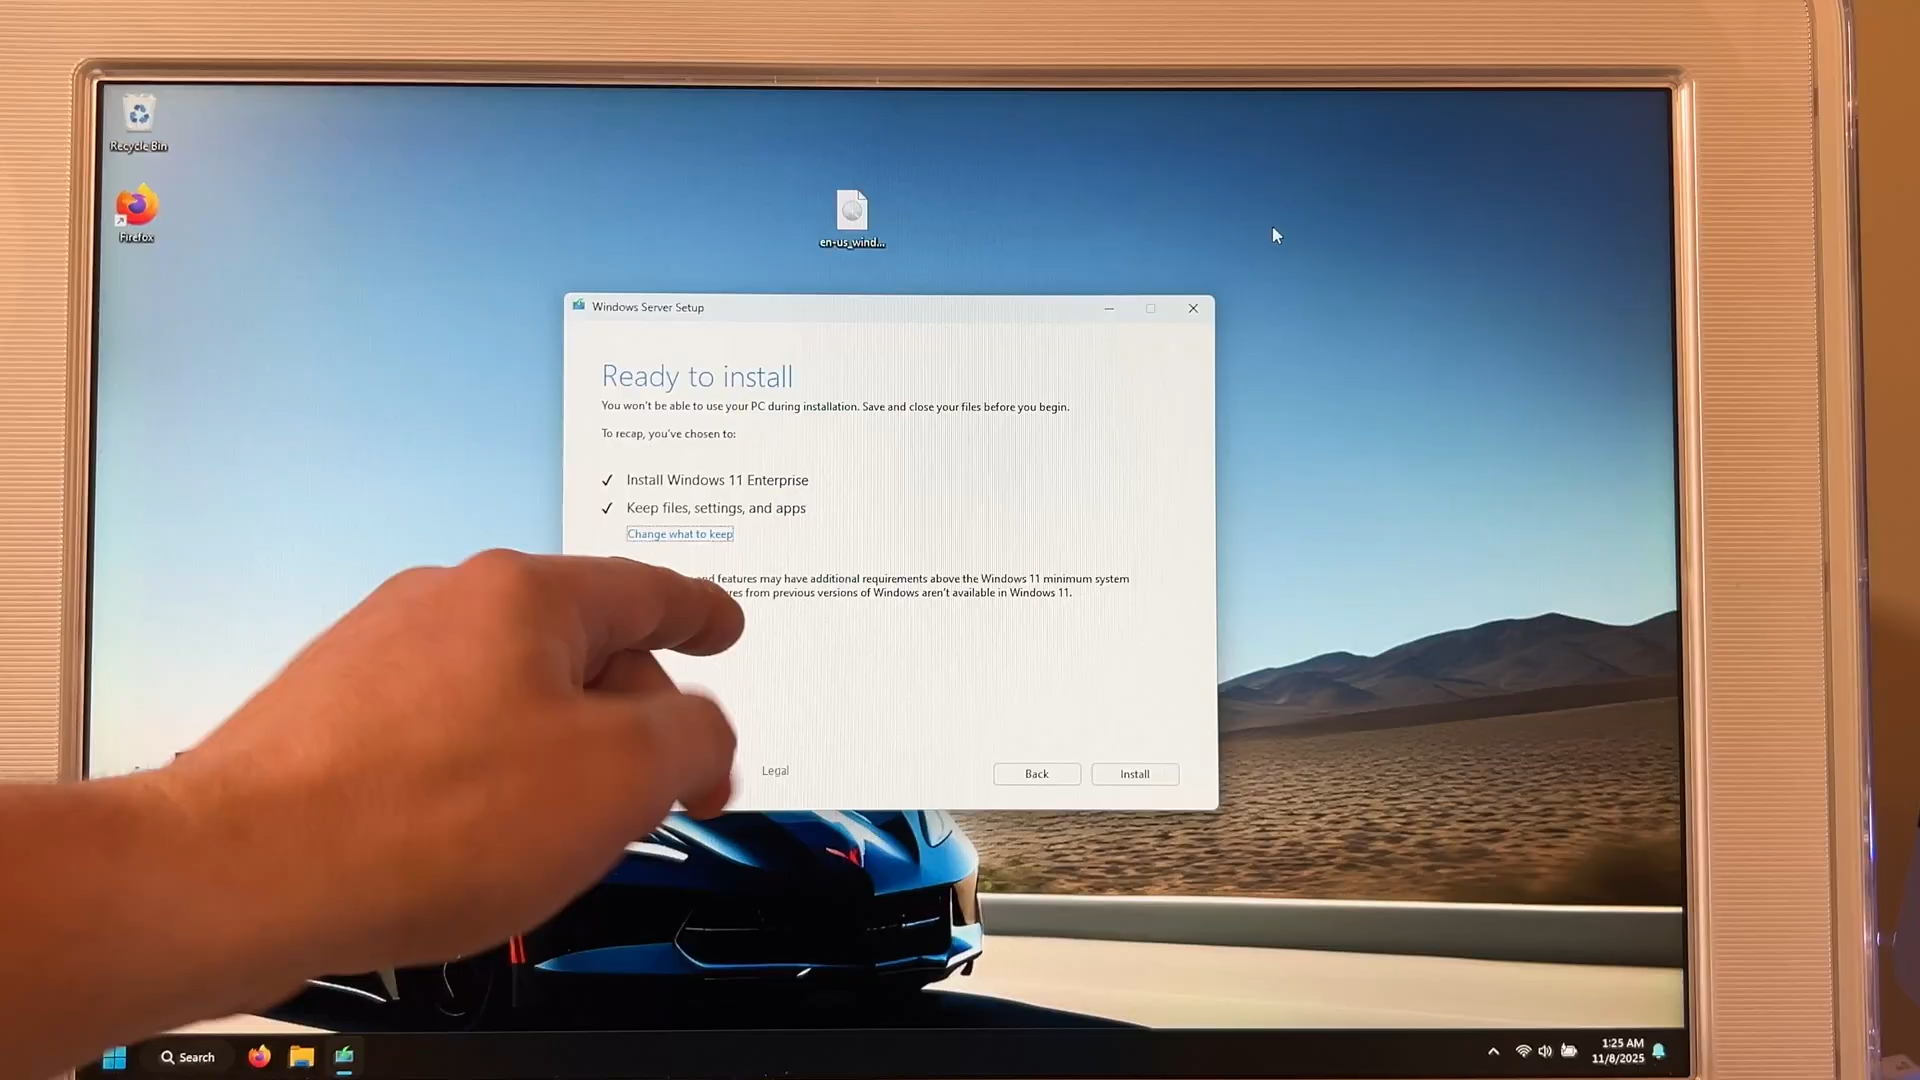 Recycle Bin
Firefox
en-us_wind...
Windows Server Setup
Ready to install
You won't be able to use your PC during installation. Save and close your files before you begin.
To recap, you've chosen to:
Install Windows 11 Enterprise
Keep files, settings, and apps
Change what to keep
features may have additional requirements above the Windows 11 minimum system
from previous versions of Windows aren't available in Windows 11.
Legal
Back
Install
Search
1:25 AM
11/8/2025